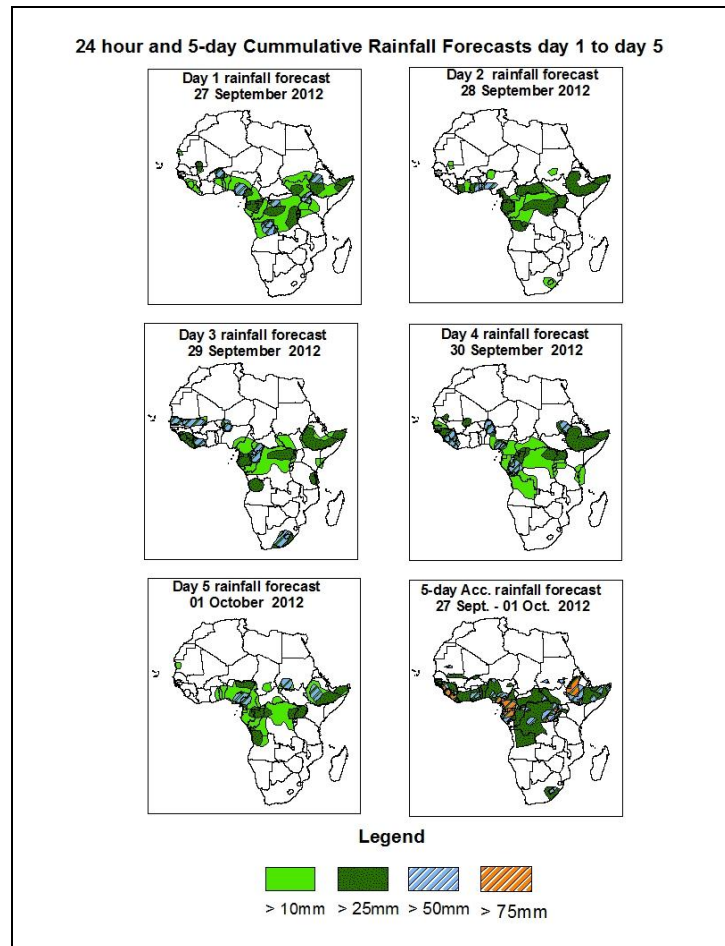 24 hour and 5-day Cummulative Rainfall Forecasts day 1 to day 5
Day 1 rainfall forecast
27 September 2012
Day 2 rainfall forecast
28 September 2012
Day 3 rainfall forecast
29 September 2012
Day 4 rainfall forecast
30 September 2012
Day 5 rainfall forecast
01 October 2012
5-day Acc. rainfall forecast
27 Sept. - 01 Oct. 2012
Legend
> 10mm > 25mm > 50mm > 75mm